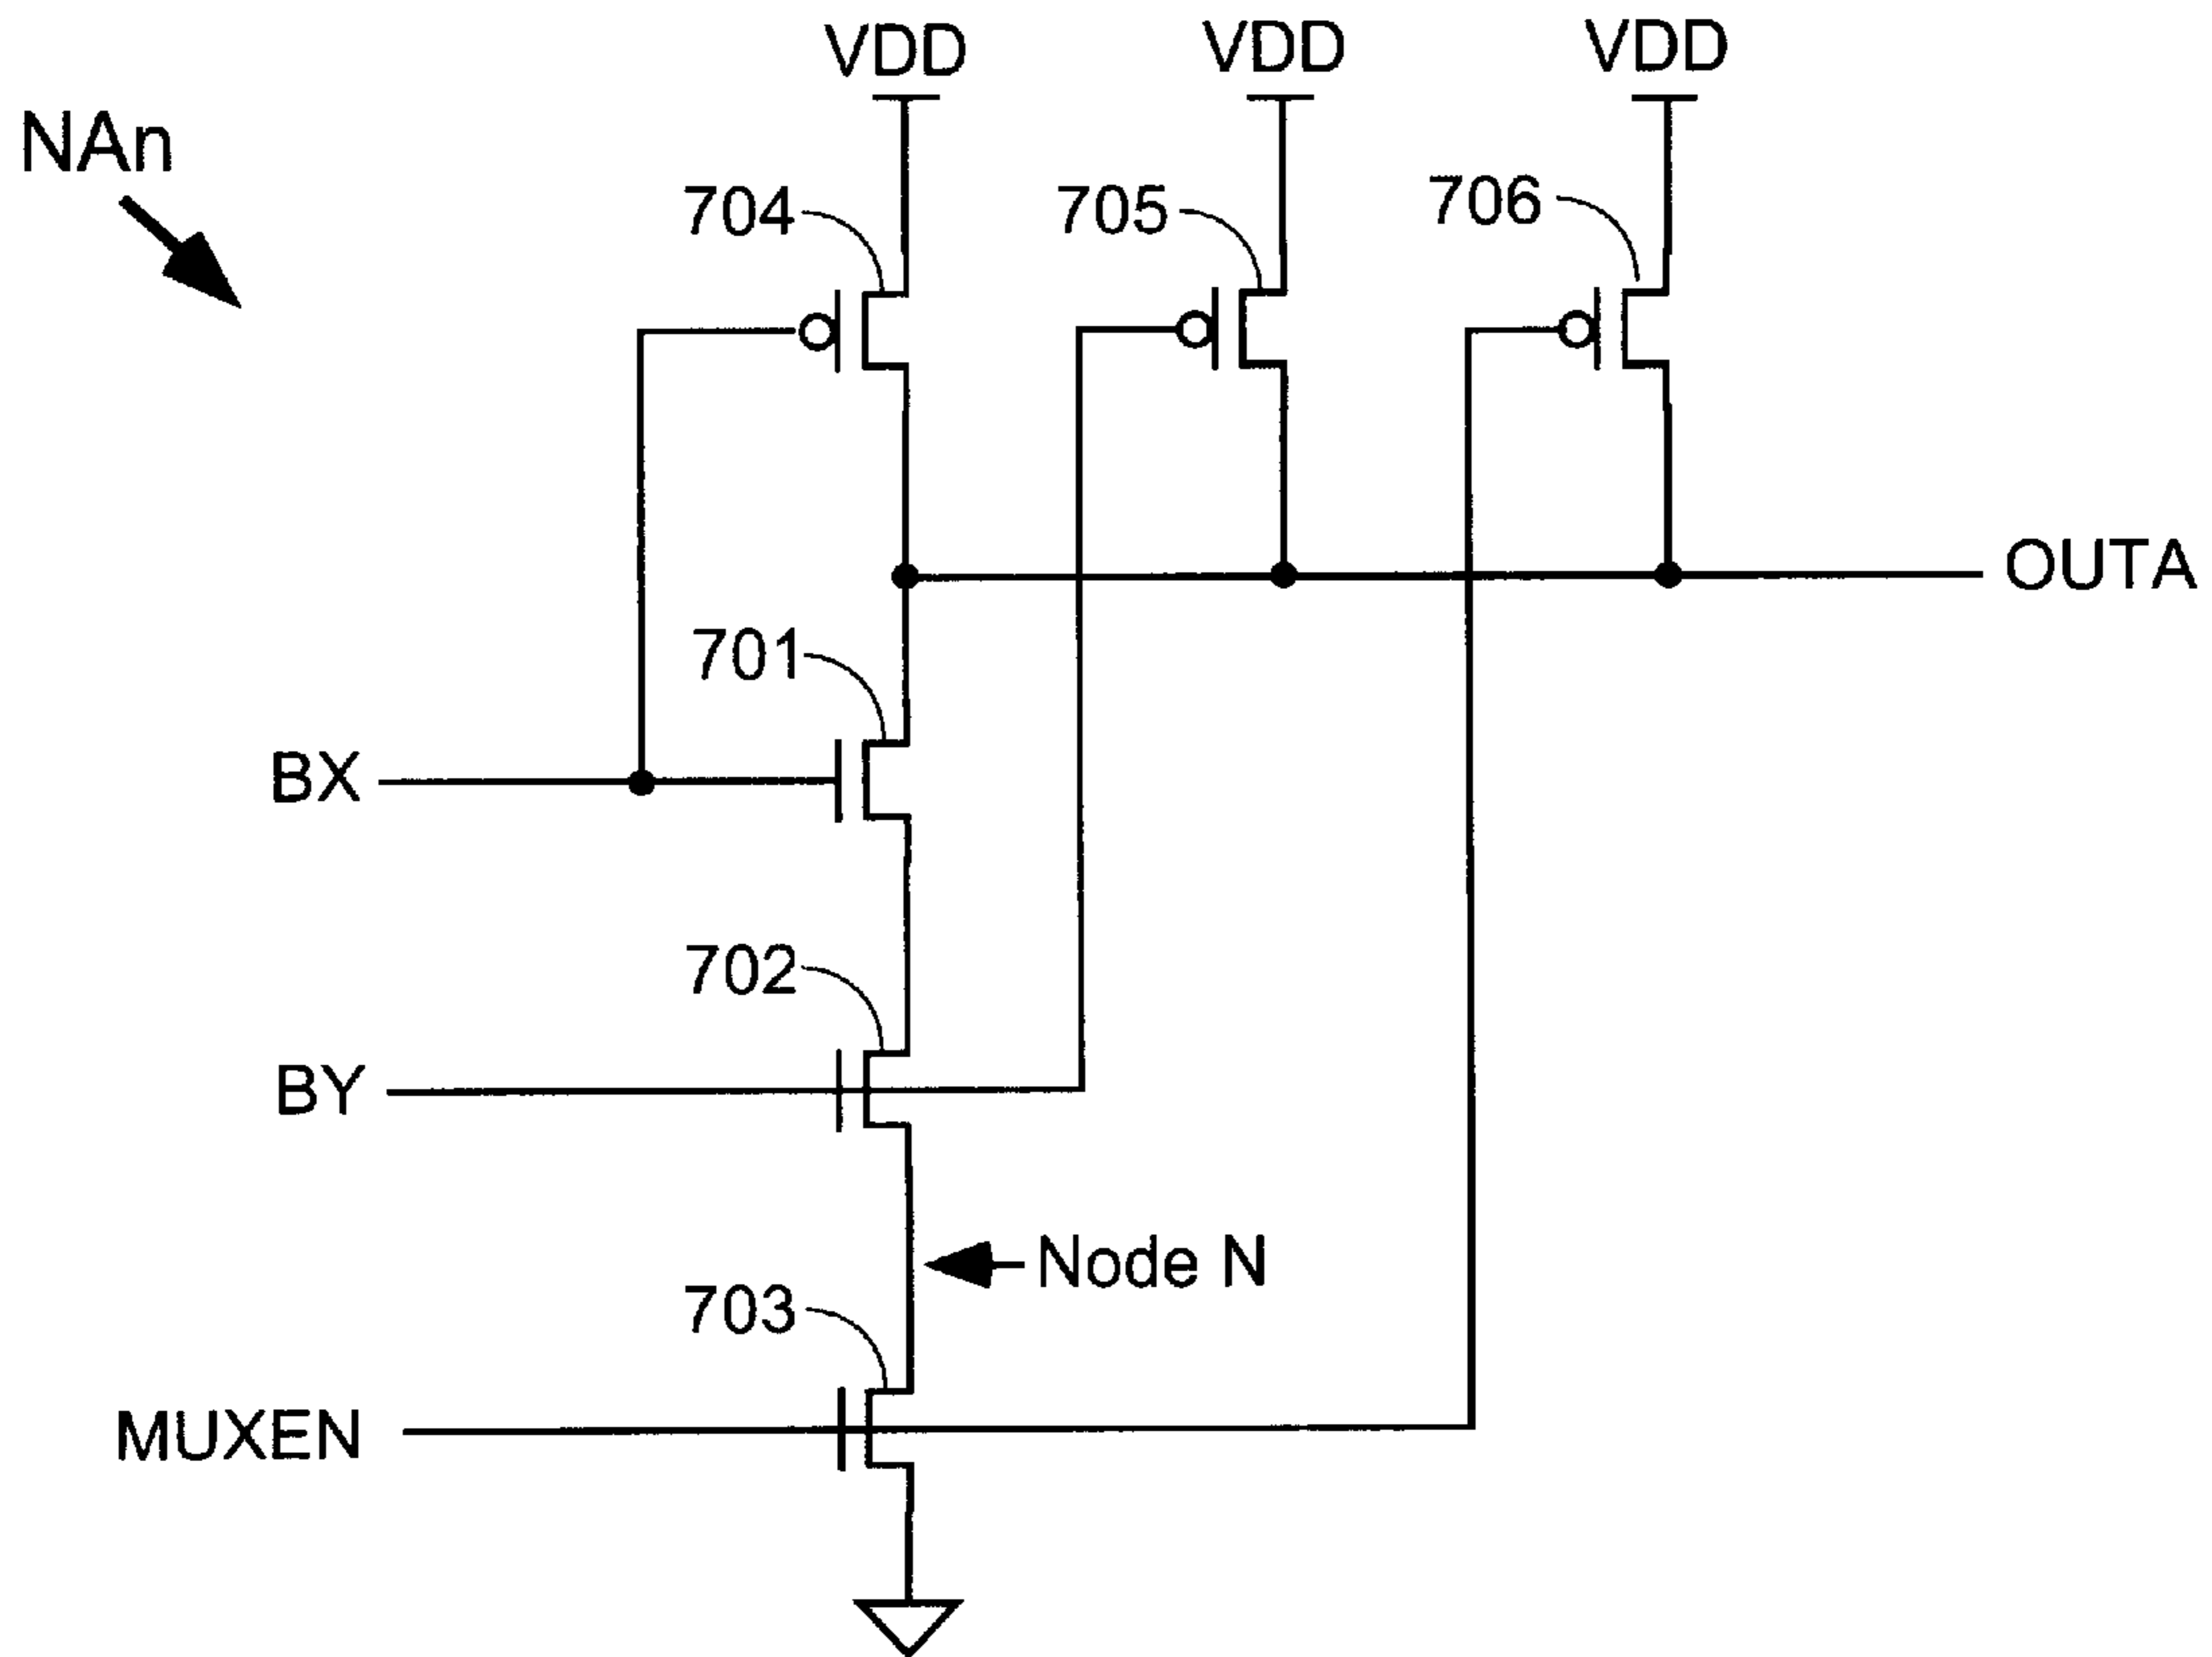 VDD
VDD
VDD
NAn
704
705
706
OUTA
701
BX
702
BY
Node N
703
MUXEN